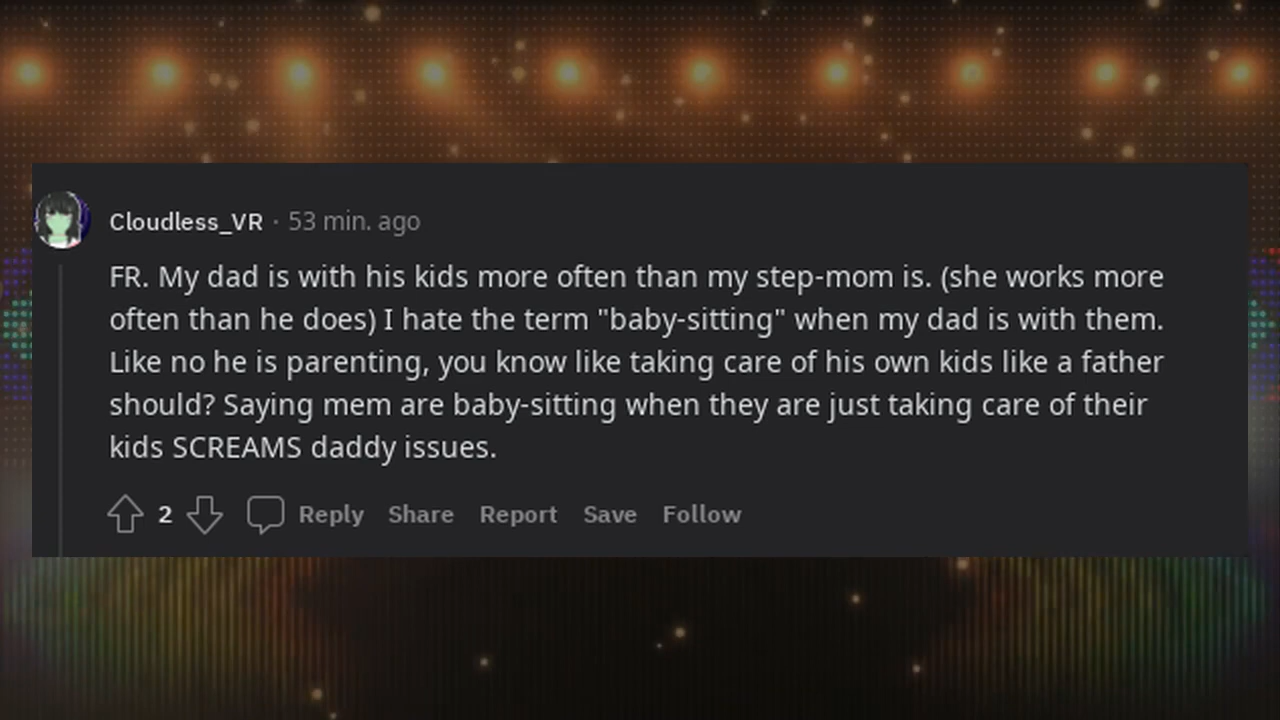 Cloudless_VR · 53 min. ago
FR. My dad is with his kids more often than my step-mom is. (she works more
often than he does) I hate the term "baby-sitting" when my dad is with them.
Like no he is parenting, you know like taking care of his own kids like a father
should? Saying mem are baby-sitting when they are just taking care of their
kids SCREAMS daddy issues.
2 Reply Share Report Save Follow